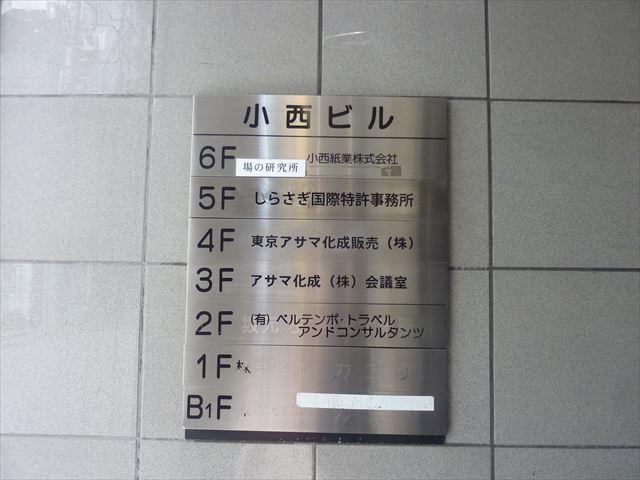 小西ビル
6F 場の研究所 小西紙業株式会社
5F しらさぎ国際特許事務所
4F 東京アサマ化成販売（株）
3F アサマ化成（株）会議室
2F （有）ベルテンポ・トラベル
アンドコンサルタンツ
1F
B1F